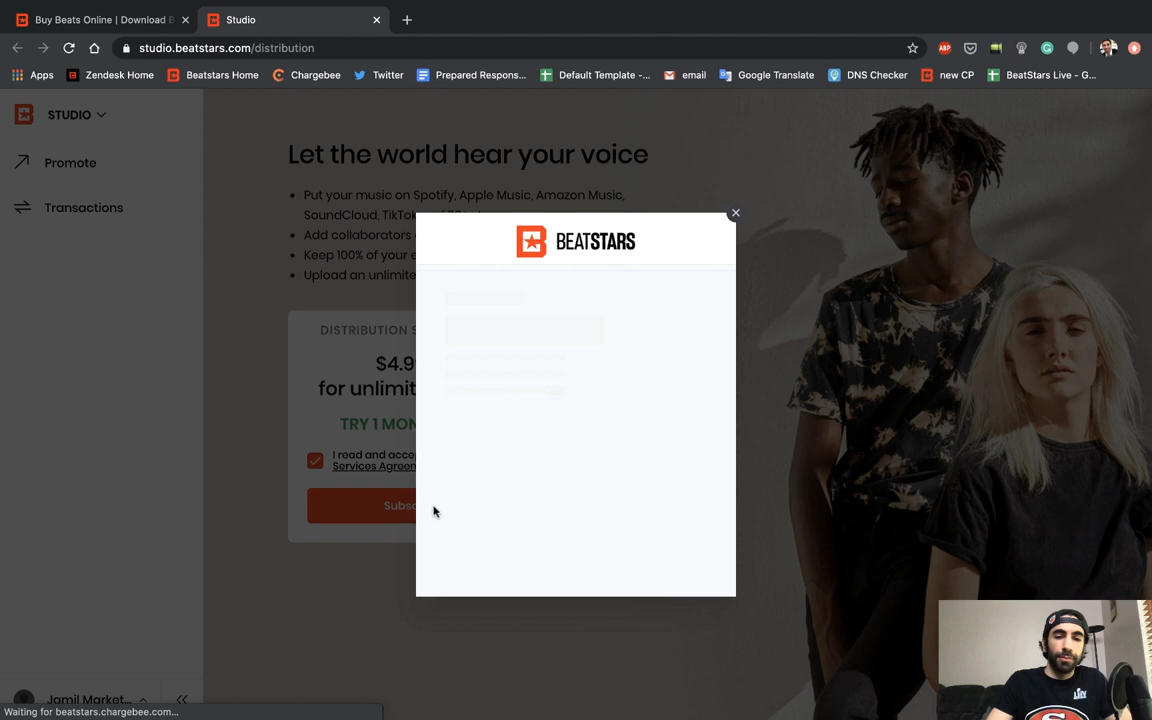 Buy Beats Online | Download B
Studio
studio.beatstars.com/distribution
Apps
Zendesk Home
Beatstars Home
Chargebee
Twitter
Prepared Respons...
Default Template -...
email
Google Translate
DNS Checker
new CP
BeatStars Live - G...
ABP
STUDIO
Promote
Transactions
Let the world hear your voice
Put your music on Spotify, Apple Music, Amazon Music,
SoundCloud, TikTok
Add collaborators
Keep 100% of your e
Upload an unlimite
DISTRIBUTION S
$4.9
for unlimit
TRY 1 MON
I read and accep
Services Agreen
Subsc
BEATSTARS
Jamil Market...
Waiting for beatstars.chargebee.com...